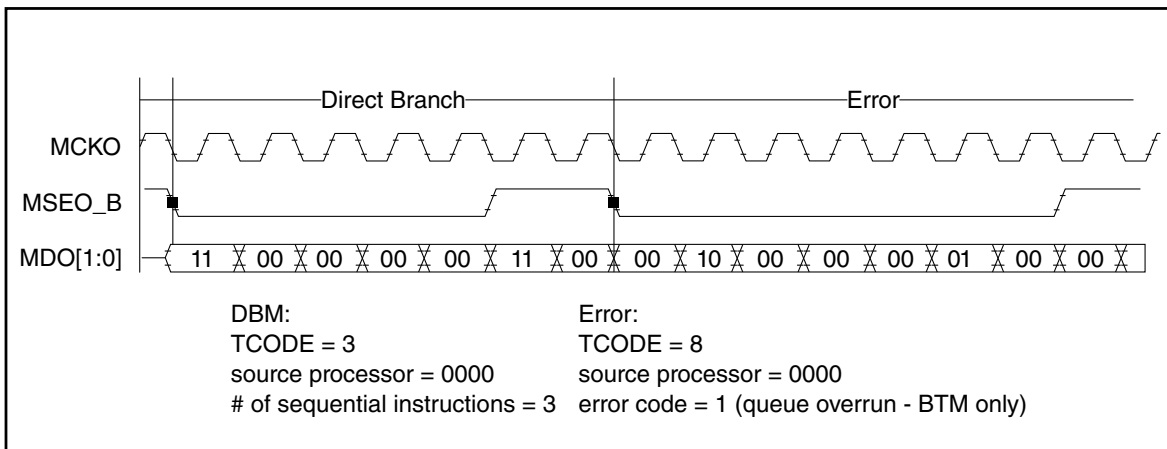 Direct Branch Error
MCKO
MSEO_B
MDO[1:0] 11 00 00 00 00 11 00 00 10 00 00 00 01 00 00
DBM: Error:
TCODE = 3 TCODE = 8
source processor = 0000 source processor = 0000
# of sequential instructions = 3 error code = 1 (queue overrun - BTM only)